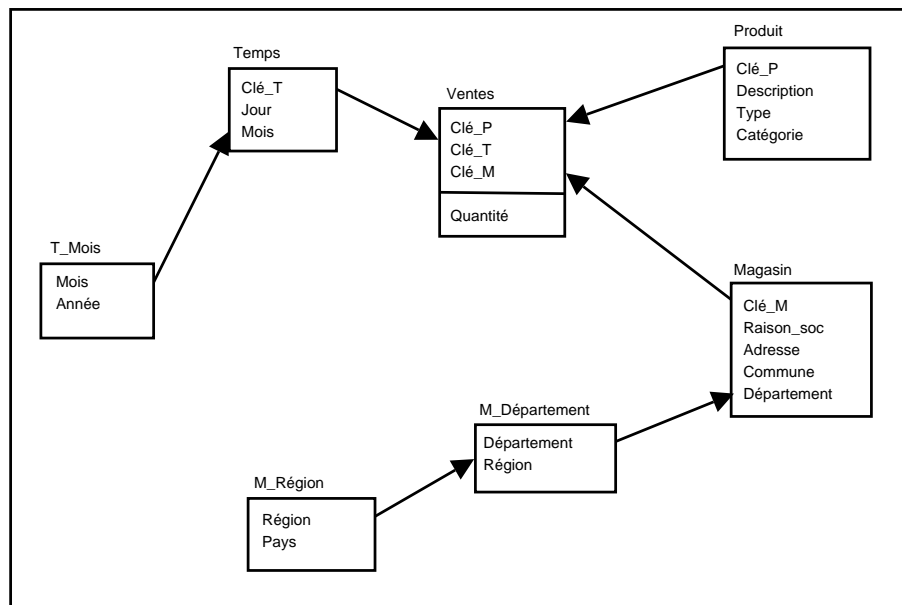 Temps
Clé_T
Jour
Mois
Ventes
Clé_P
Clé_T
Clé_M
Quantité
Produit
Clé_P
Description
Type
Catégorie
T_Mois
Mois
Année
Magasin
Clé_M
Raison_soc
Adresse
Commune
Département
M_Département
Département
Région
M_Région
Région
Pays